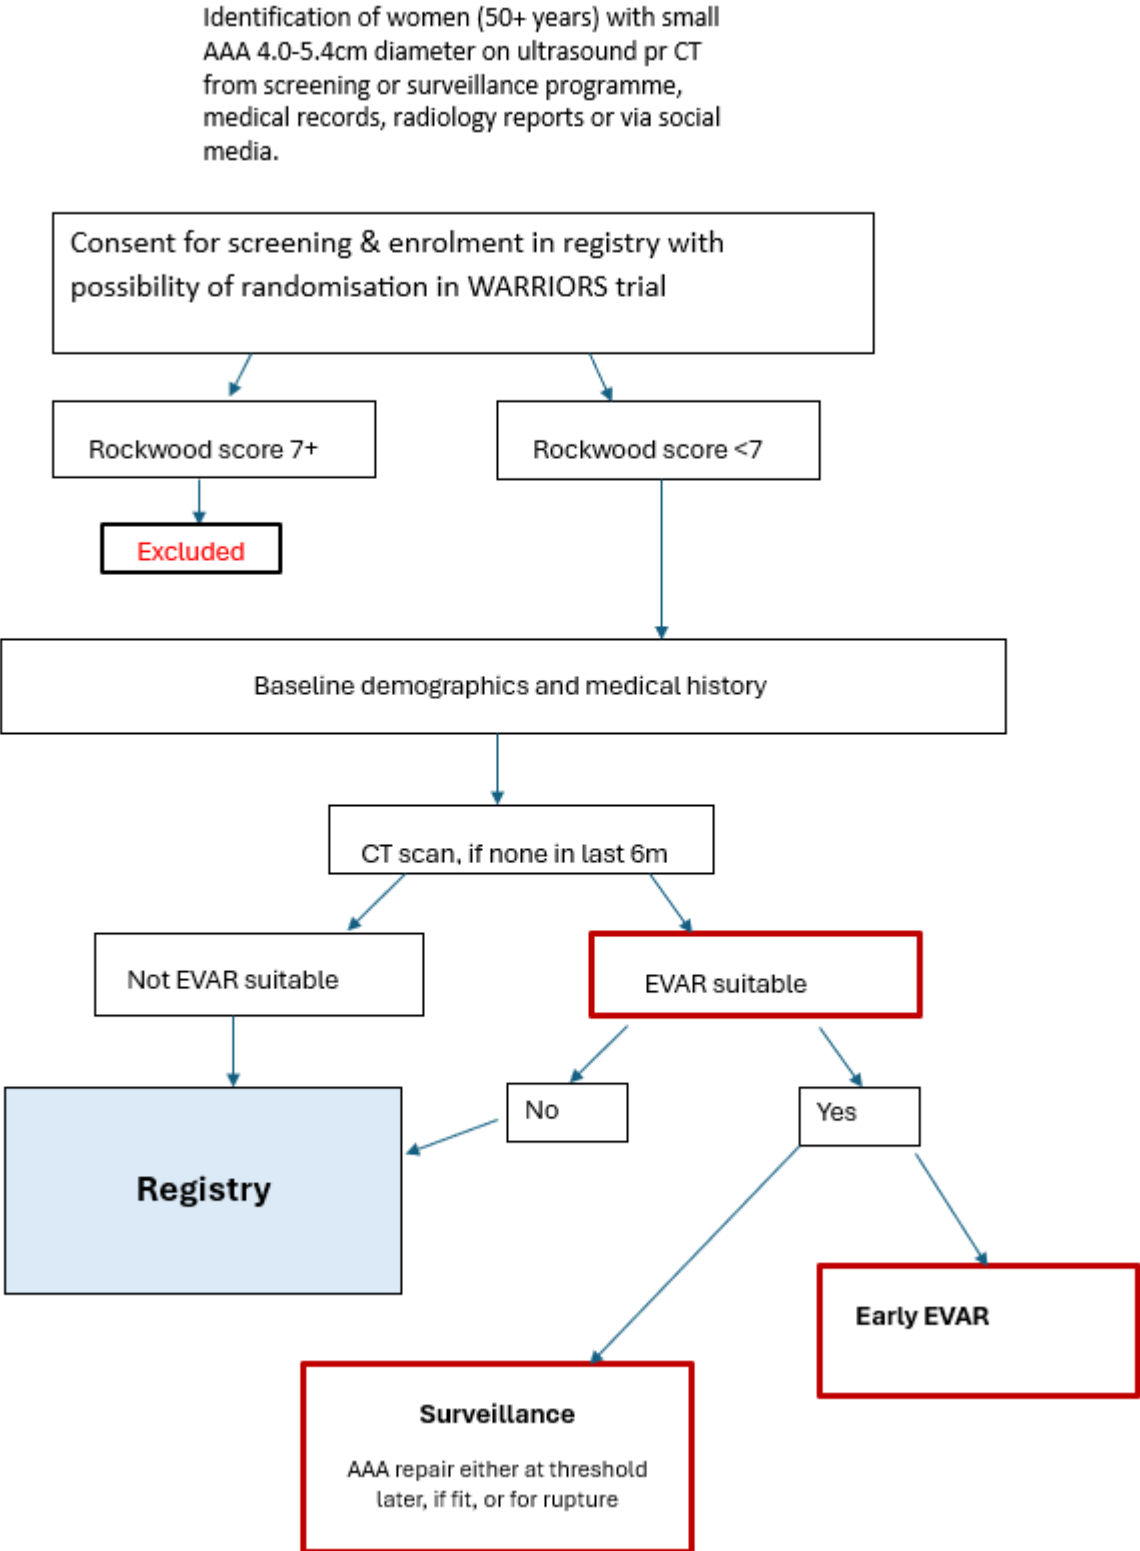 Identification of women (50+ years) with small
AAA 4.0-5.4cm diameter on ultrasound pr CT
from screening or surveillance programme,
medical records, radiology reports or via social
media.
Consent for screening & enrolment in registry with
possibility of randomisation in WARRIORS trial
Rockwood score 7+
Rockwood score <7
Excluded
Baseline demographics and medical history
CT scan, if none in last 6m
Not EVAR suitable
EVAR suitable
No
Yes
Registry
Early EVAR
Surveillance
AAA repair either at threshold
later, if fit, or for rupture